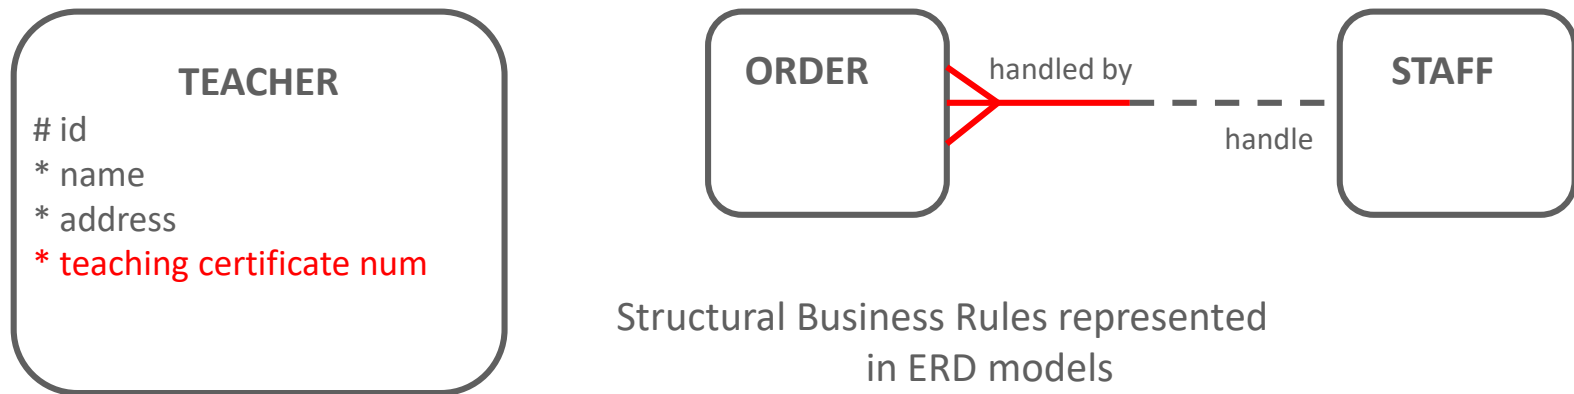 TEACHER
# id
* name
* address
* teaching certificate num
ORDER
handled by
handle
STAFF
Structural Business Rules represented
in ERD models